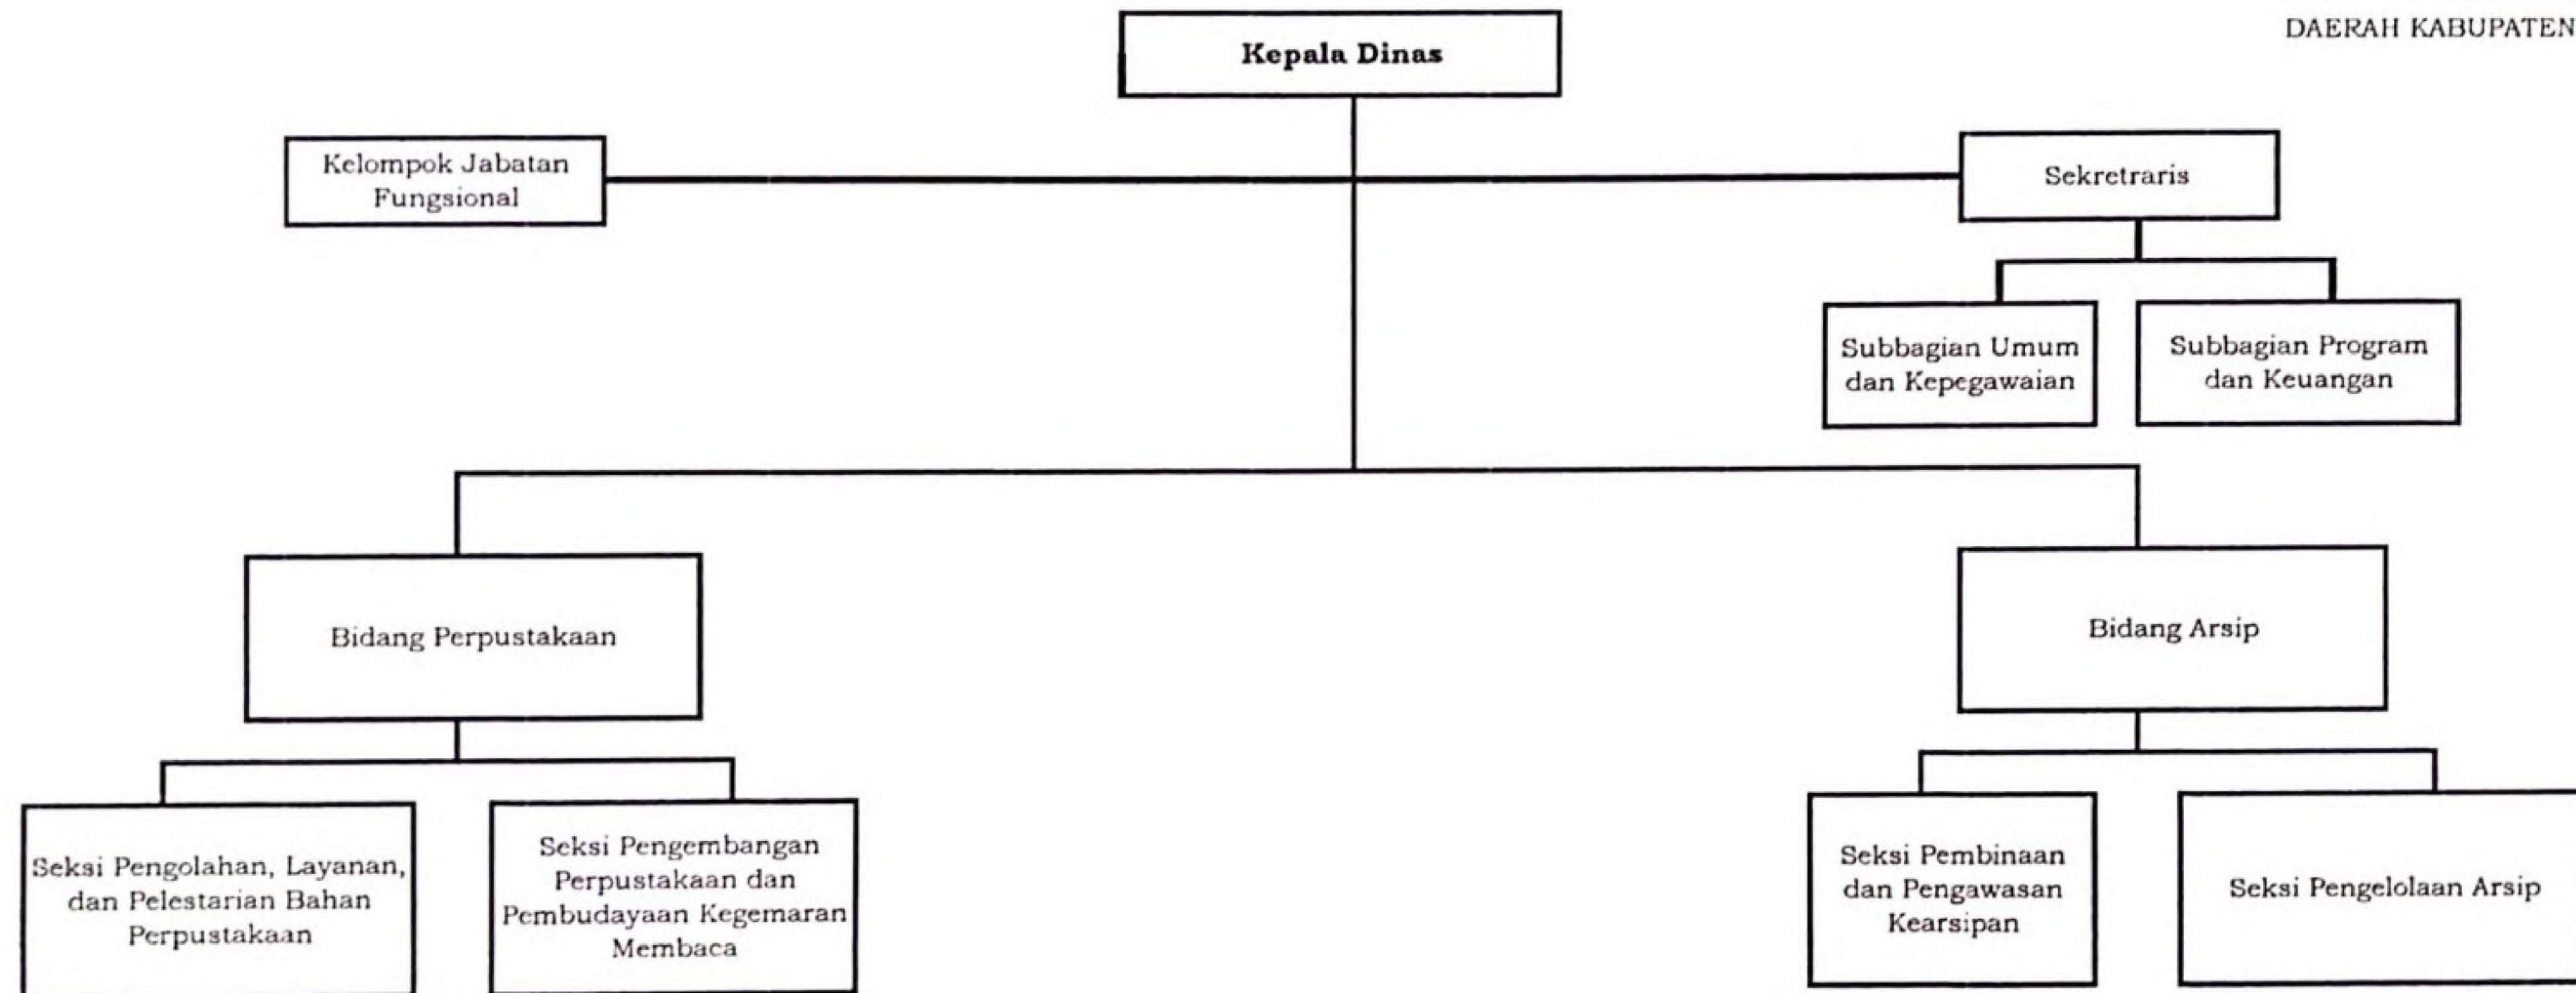 DAERAH KABUPATEN
Kepala Dinas
Kelompok Jabatan
Fungsional
Sekretraris
Subbagian Umum
dan Kepegawaian
Subbagian Program
dan Keuangan
Bidang Perpustakaan
Bidang Arsip
Seksi Pengolahan, Layanan,
dan Pelestarian Bahan
Perpustakaan
Seksi Pengembangan
Perpustakaan dan
Pembudayaan Kegemaran
Membaca
Seksi Pembinaan
dan Pengawasan
Kearsipan
Seksi Pengelolaan Arsip